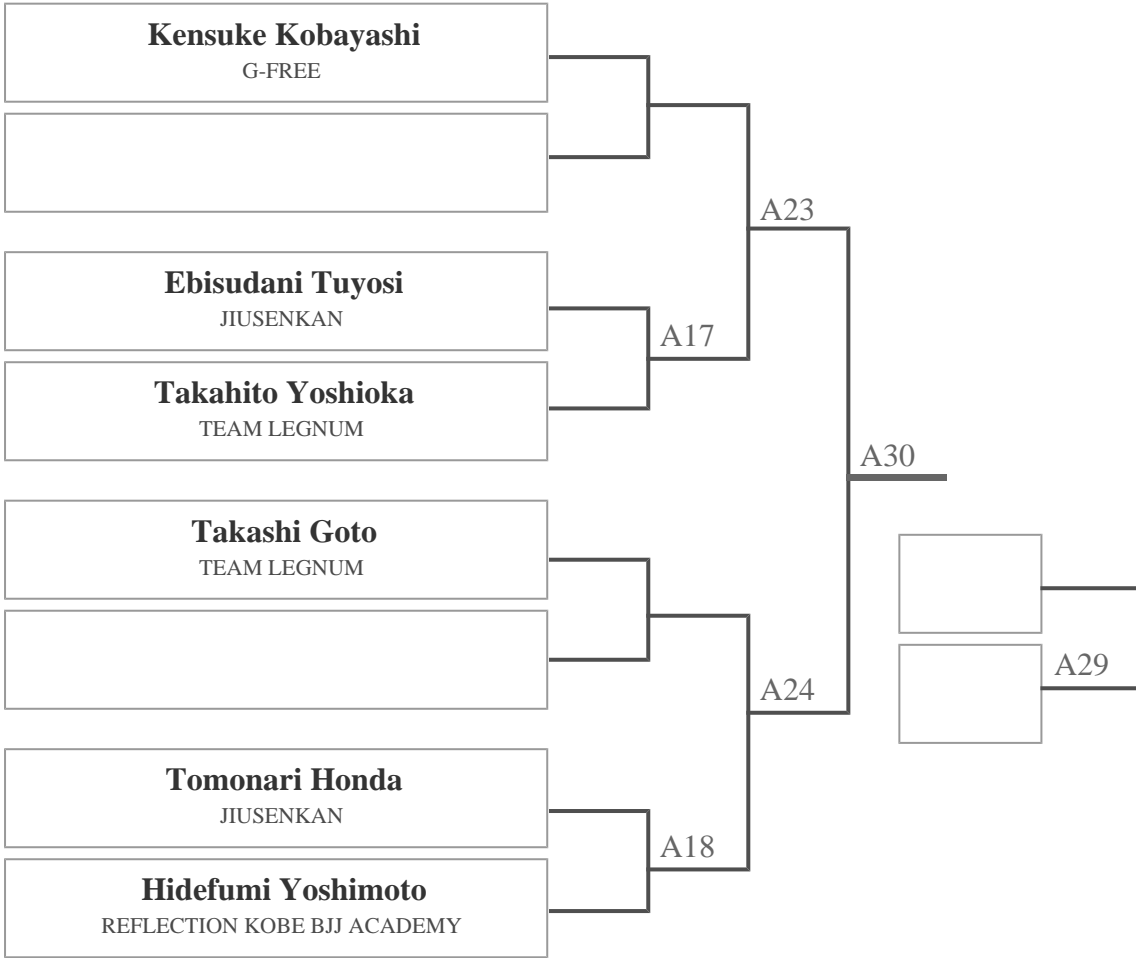 Kensuke Kobayashi
G-FREE
A23
Ebisudani Tuyosi
JIUSENKAN
A17
Takahito Yoshioka
TEAM LEGNUM
A30
Takashi Goto
TEAM LEGNUM
A29
A24
Tomonari Honda
JIUSENKAN
A18
Hidefumi Yoshimoto
REFLECTION KOBE BJJ ACADEMY